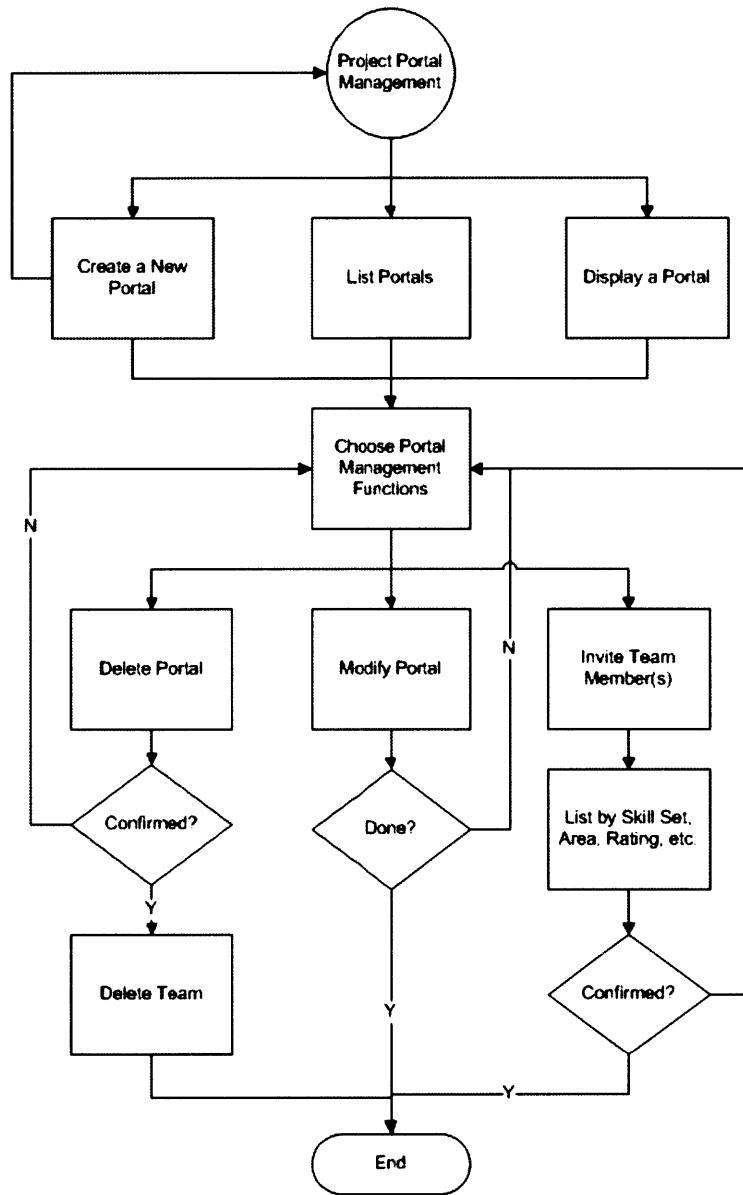 Project Portal
Management
Create a New
Portal
List Portals
Display a Portal
Choose Portal
Management
Functions
N
Delete Portal
Modify Portal
N
Invite Team
Member(s)
Confirmed?
Done?
List by Skill Set,
Area, Rating, etc.
Y
Delete Team
Y
Confirmed?
Y
End